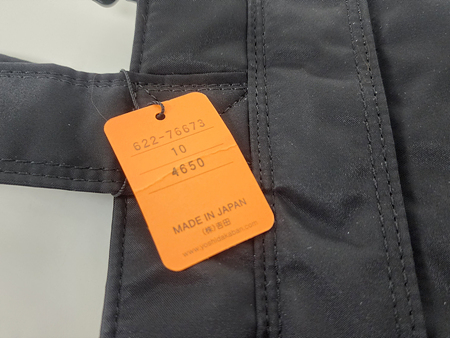 622-76673
10
4650
MADE IN JAPAN
(株)吉田
www.yoshidakaban.com